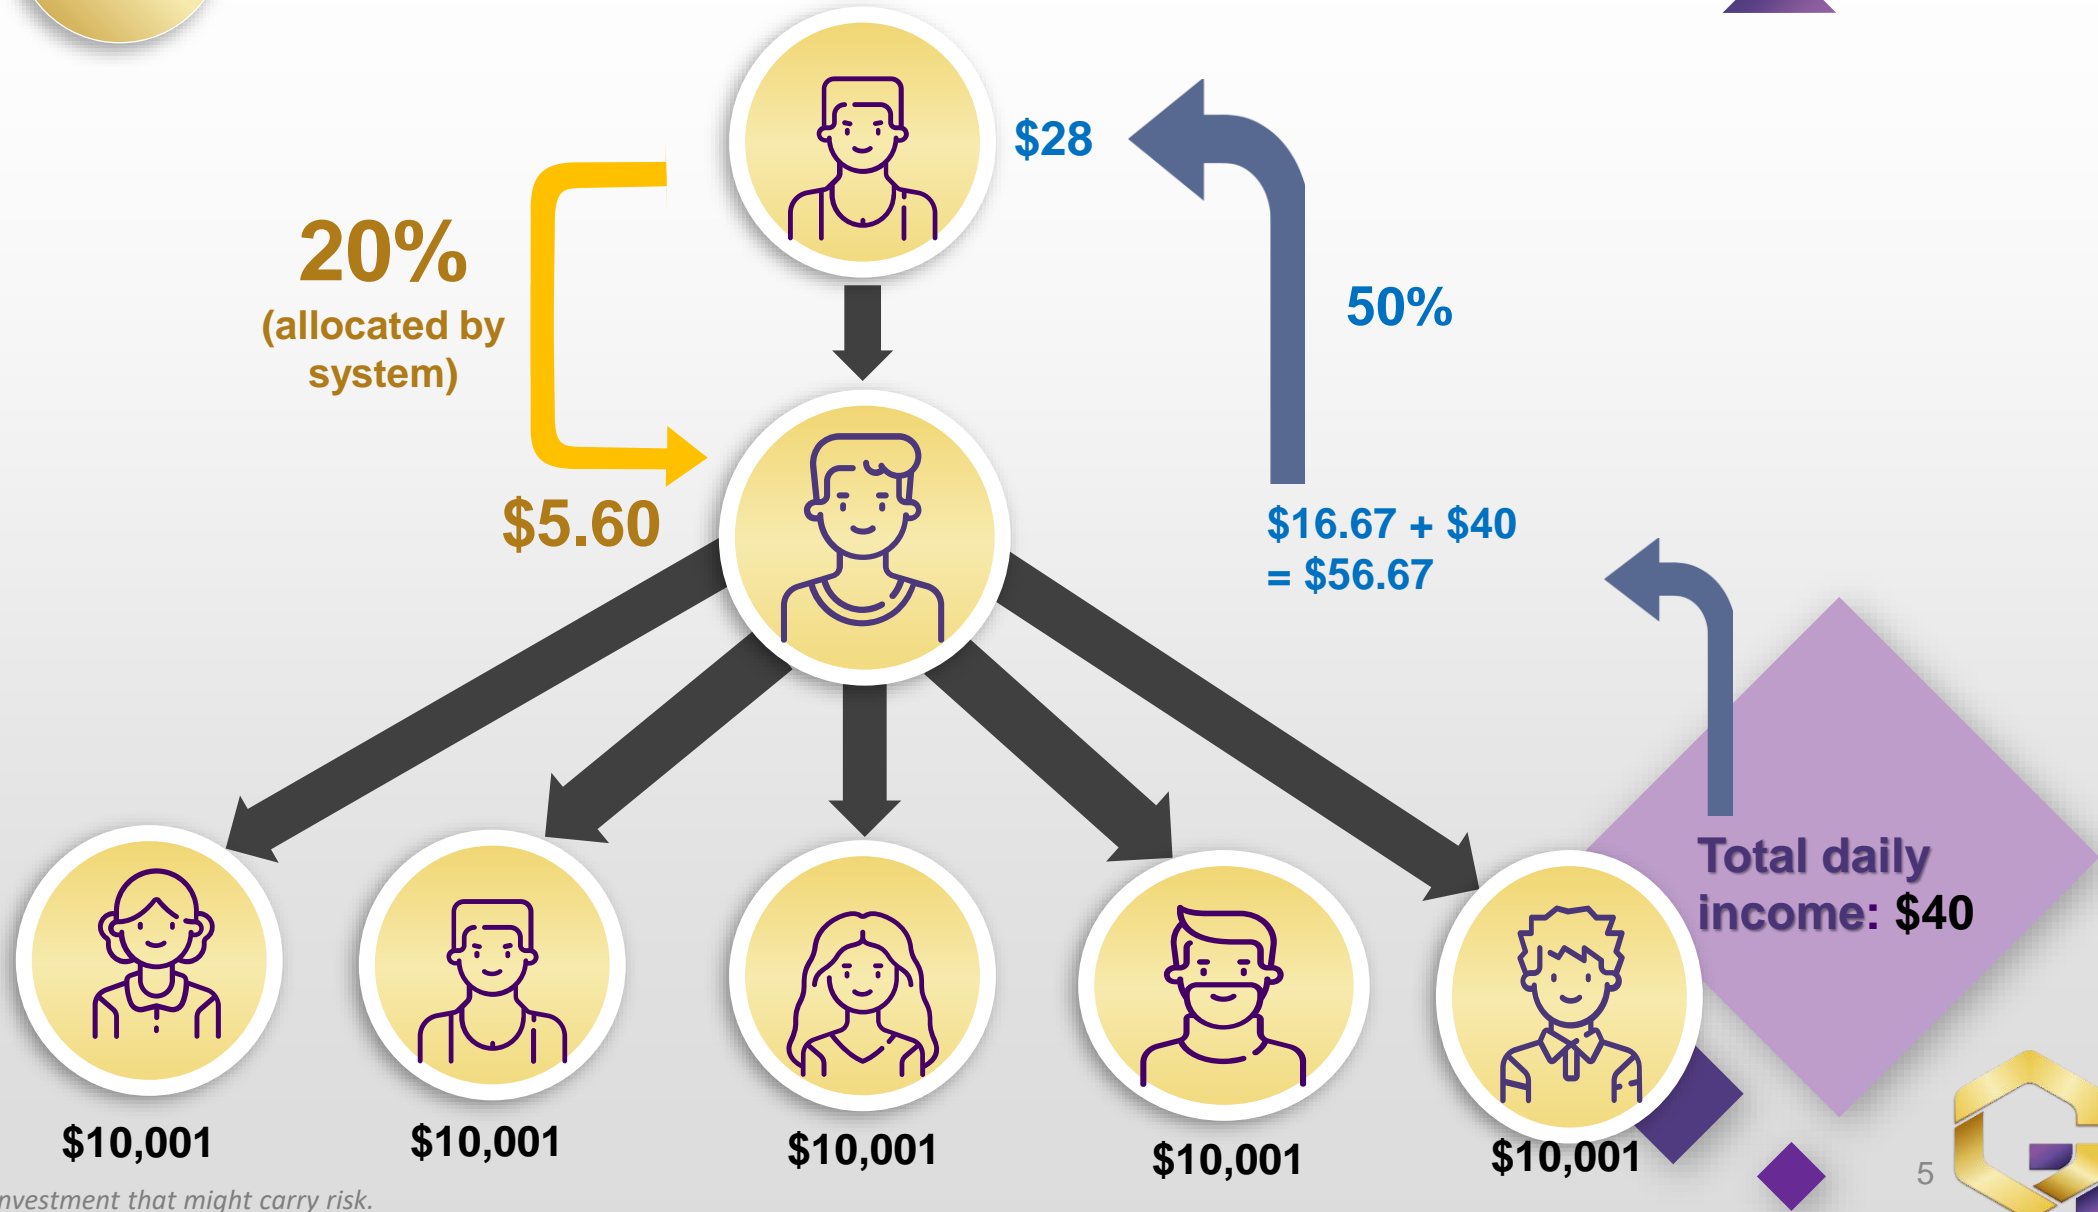 $28
20%
(allocated by
system)
50%
$5.60
$16.67 + $40
= $56.67
Total daily
income: $40
$10,001
$10,001
$10,001
$10,001
$10,001
5
investment that might carry risk.